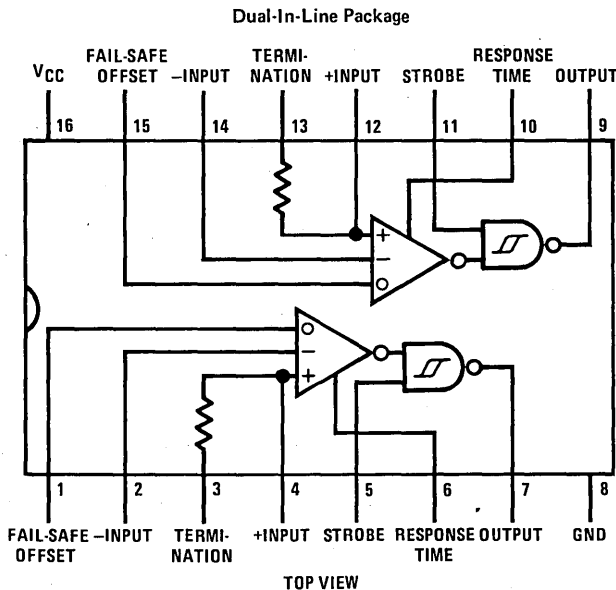 Dual-In-Line Package
VCC
FAIL-SAFE
OFFSET
–INPUT
TERMI-
NATION
+INPUT
STROBE
RESPONSE
TIME
OUTPUT
16 15 14 13 12 11 10 9
+
–
+
–
1 2 3 4 5 6 7 8
FAIL-SAFE
OFFSET
–INPUT
TERMI-
NATION
+INPUT
STROBE
RESPONSE
TIME
OUTPUT
GND
TOP VIEW